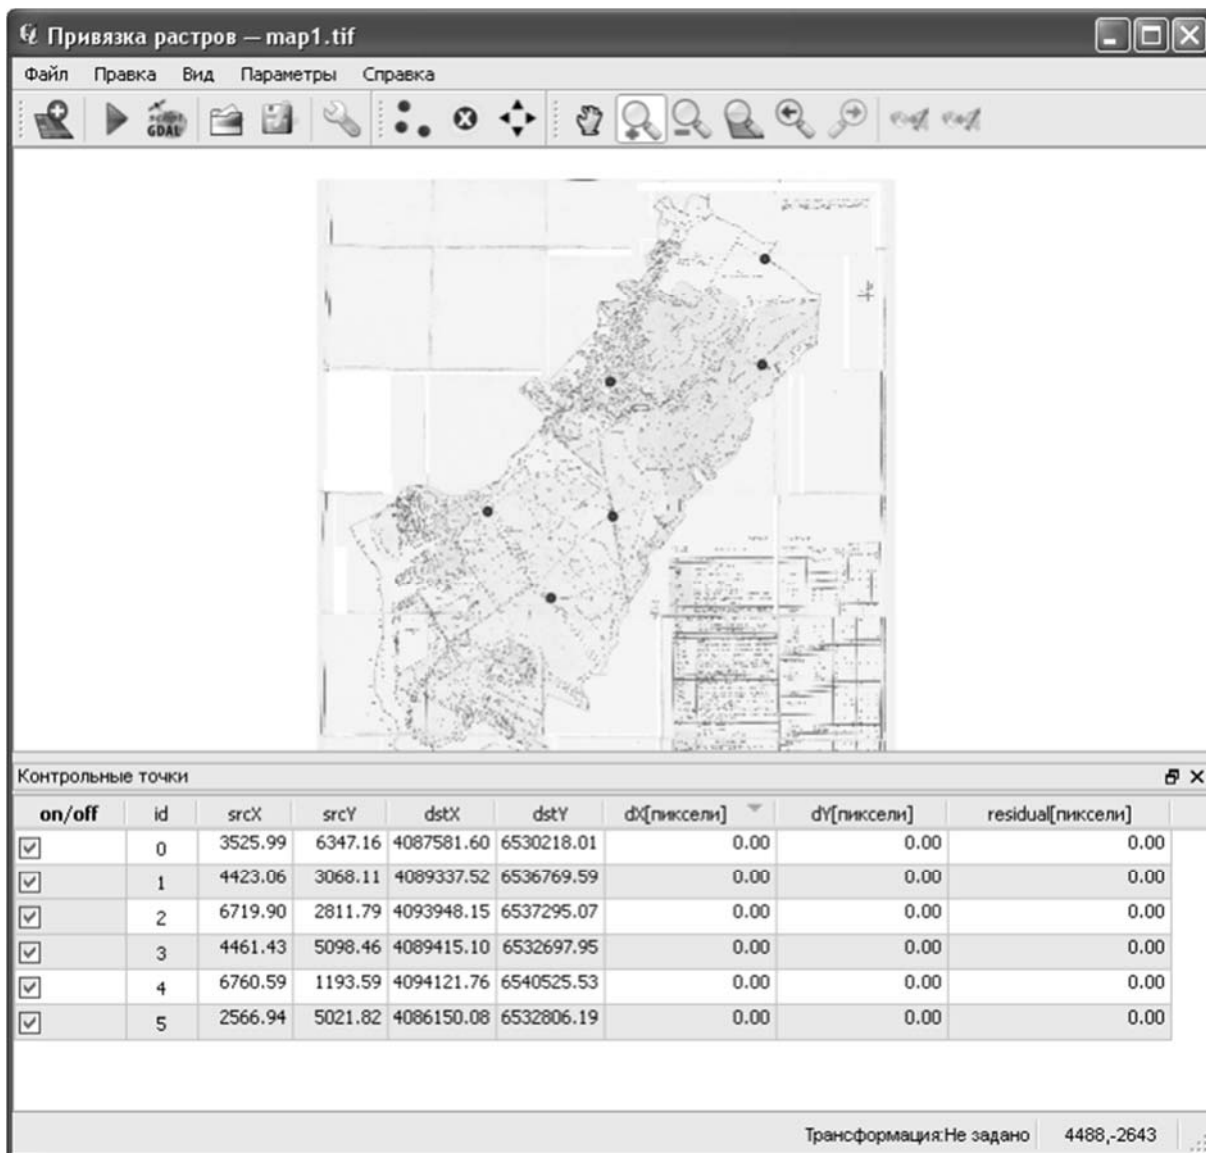 Привязка растров — map1.tif
Файл Правка Вид Параметры Справка
script
GDAL
Контрольные точки
on/off id srcX srcY dstX dstY dX[пиксели] dY[пиксели] residual[пиксели]
0 3525.99 6347.16 4087581.60 6530218.01 0.00 0.00 0.00
1 4423.06 3068.11 4089337.52 6536769.59 0.00 0.00 0.00
2 6719.90 2811.79 4093948.15 6537295.07 0.00 0.00 0.00
3 4461.43 5098.46 4089415.10 6532697.95 0.00 0.00 0.00
4 6760.59 1193.59 4094121.76 6540525.53 0.00 0.00 0.00
5 2566.94 5021.82 4086150.08 6532806.19 0.00 0.00 0.00
Трансформация:Не задано 4488,-2643